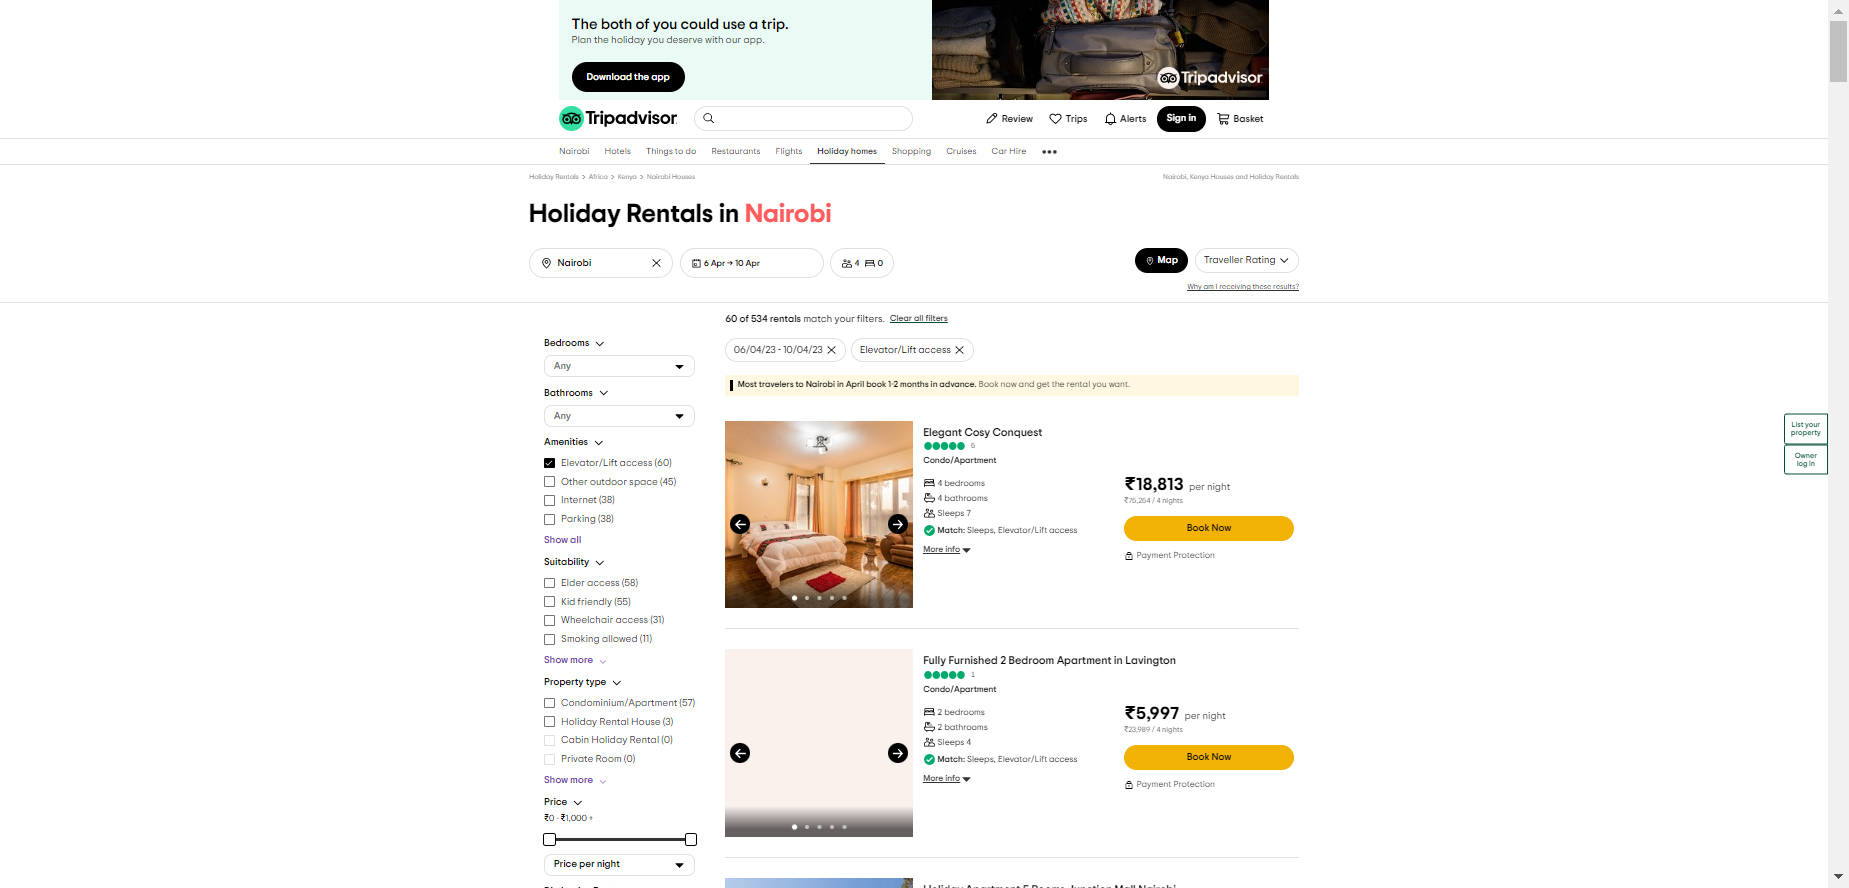 The both of you could use a trip.
Plan the holiday you deserve with our app.
Download the app
Tripadvisor
Tripadvisor
Review
Trips
Alerts
Sign in
Basket
Nairobi
Hotels
Things to do
Restaurants
Flights
Holiday homes
Shopping
Cruises
Car Hire
Holiday Rentals > Africa > Kenya > Nairobi Houses
Nairobi, Kenya Houses and Holiday Rentals
Holiday Rentals in Nairobi
Nairobi
6 Apr → 10 Apr
4 0
Map
Traveller Rating
Why am I receiving these results?
60 of 534 rentals match your filters. Clear all filters
06/04/23 - 10/04/23
Elevator/Lift access
Most travelers to Nairobi in April book 1-2 months in advance. Book now and get the rental you want.
Bedrooms
Any
Bathrooms
Any
Amenities
Elevator/Lift access (60)
Other outdoor space (45)
Internet (38)
Parking (38)
Show all
Suitability
Elder access (58)
Kid friendly (55)
Wheelchair access (31)
Smoking allowed (11)
Show more
Property type
Condominium/Apartment (57)
Holiday Rental House (3)
Cabin Holiday Rental (0)
Private Room (0)
Show more
Price
₹0 - ₹1,000 +
Price per night
Elegant Cosy Conquest
5
Condo/Apartment
4 bedrooms
4 bathrooms
Sleeps 7
Match: Sleeps, Elevator/Lift access
More info
₹18,813 per night
₹75,254 / 4 nights
Book Now
Payment Protection
Fully Furnished 2 Bedroom Apartment in Lavington
1
Condo/Apartment
2 bedrooms
2 bathrooms
Sleeps 4
Match: Sleeps, Elevator/Lift access
More info
₹5,997 per night
₹23,989 / 4 nights
Book Now
Payment Protection
Holiday Apartment 5 Rooms Junction Mall Nairobi
List your
property
Owner
log in